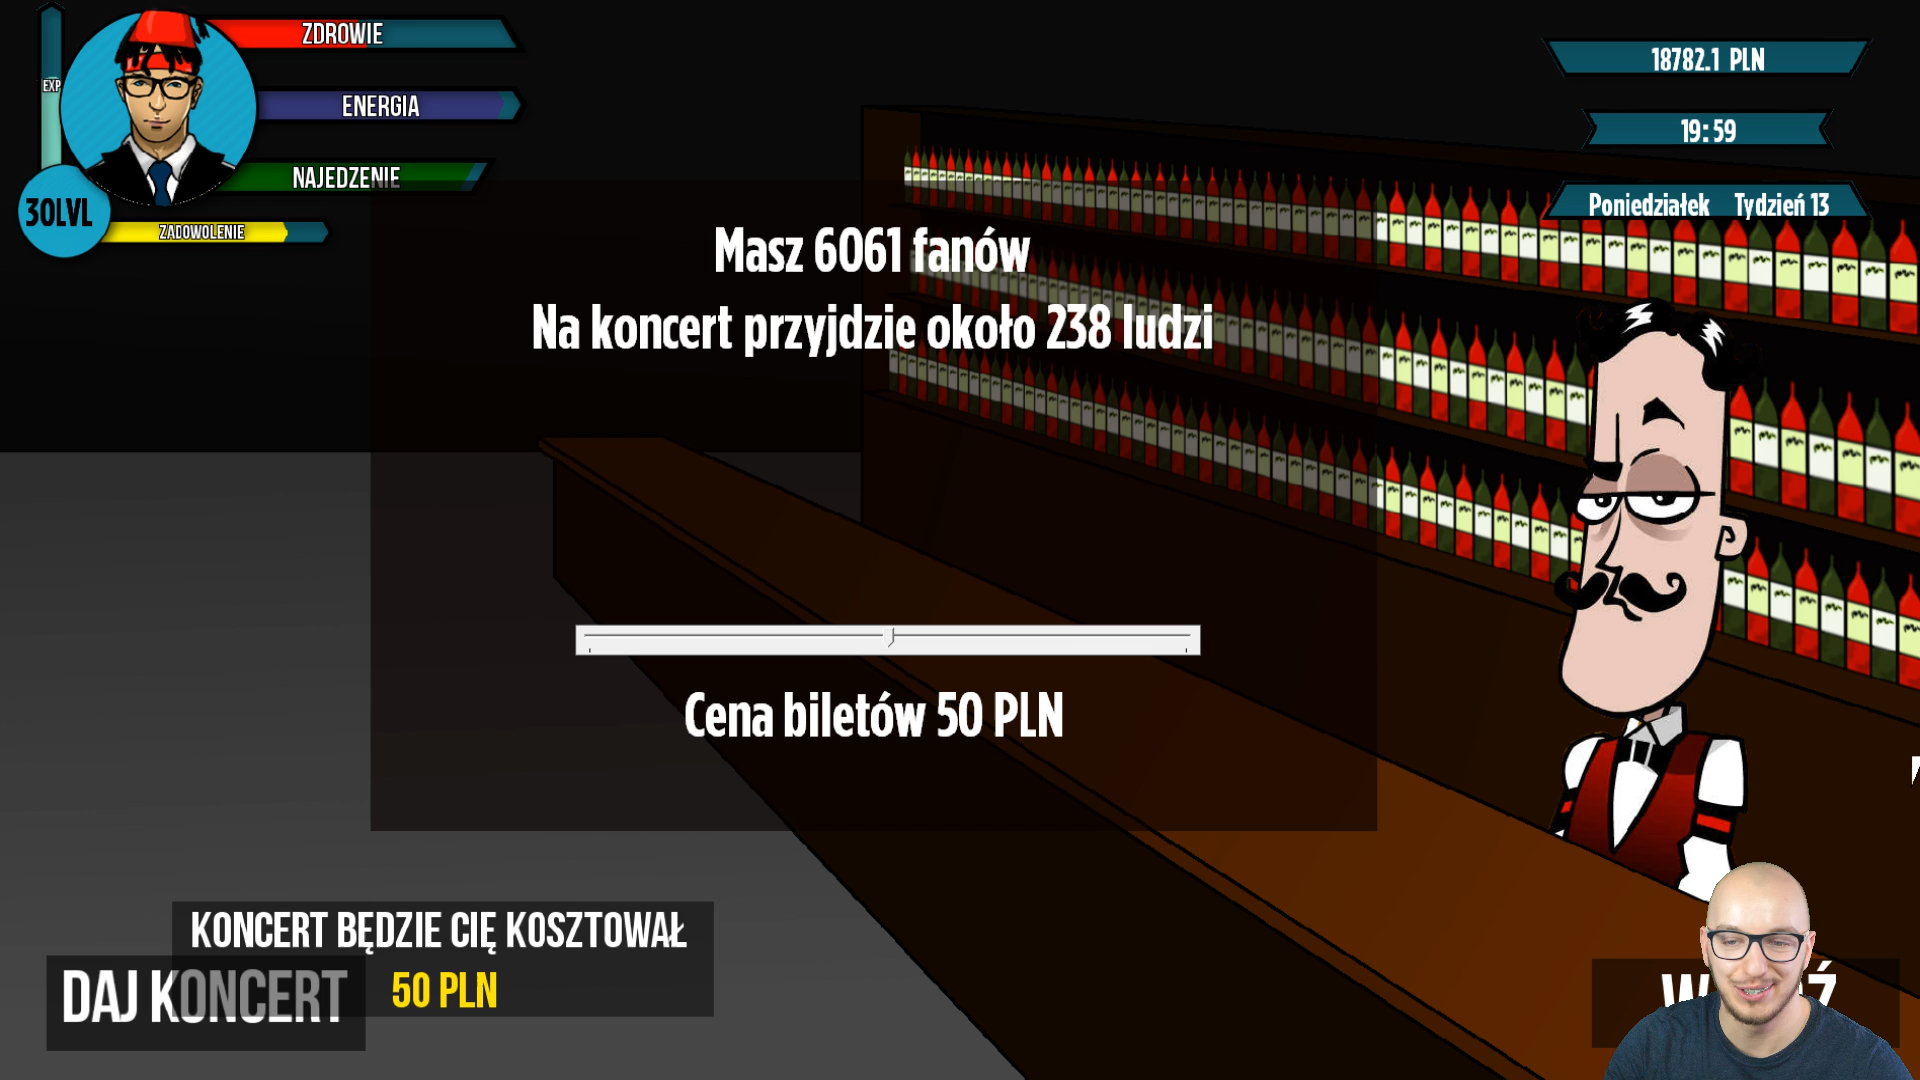 ZDROWIE
EXP
ENERGIA
NAJEDZENIE
30LVL
ZADOWOLENIE
18782.1 PLN
19:59
Poniedziałek Tydzień 13
Masz 6061 fanów
Na koncert przyjdzie około 238 ludzi
Cena biletów 50 PLN
KONCERT BĘDZIE CIĘ KOSZTOWAŁ
50 PLN
DAJ KONCERT